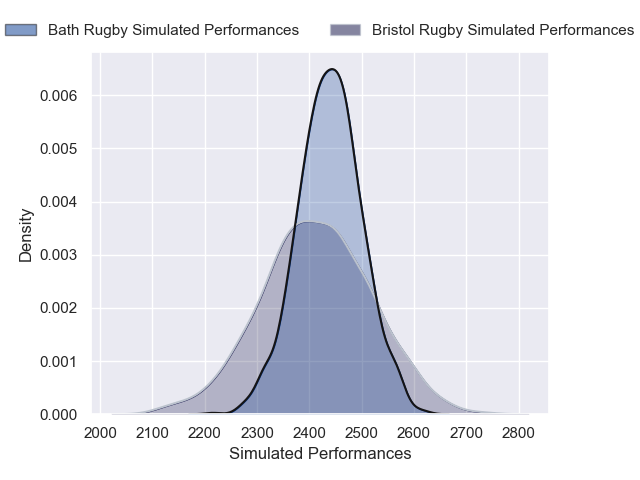 Bath Rugby Simulated Performances Bristol Rugby Simulated Performances
0.006
0.005
0.004
0.003
0.002
0.001
0.000
Density
2000 2100 2200 2300 2400 2500 2600 2700 2800
Simulated Performances